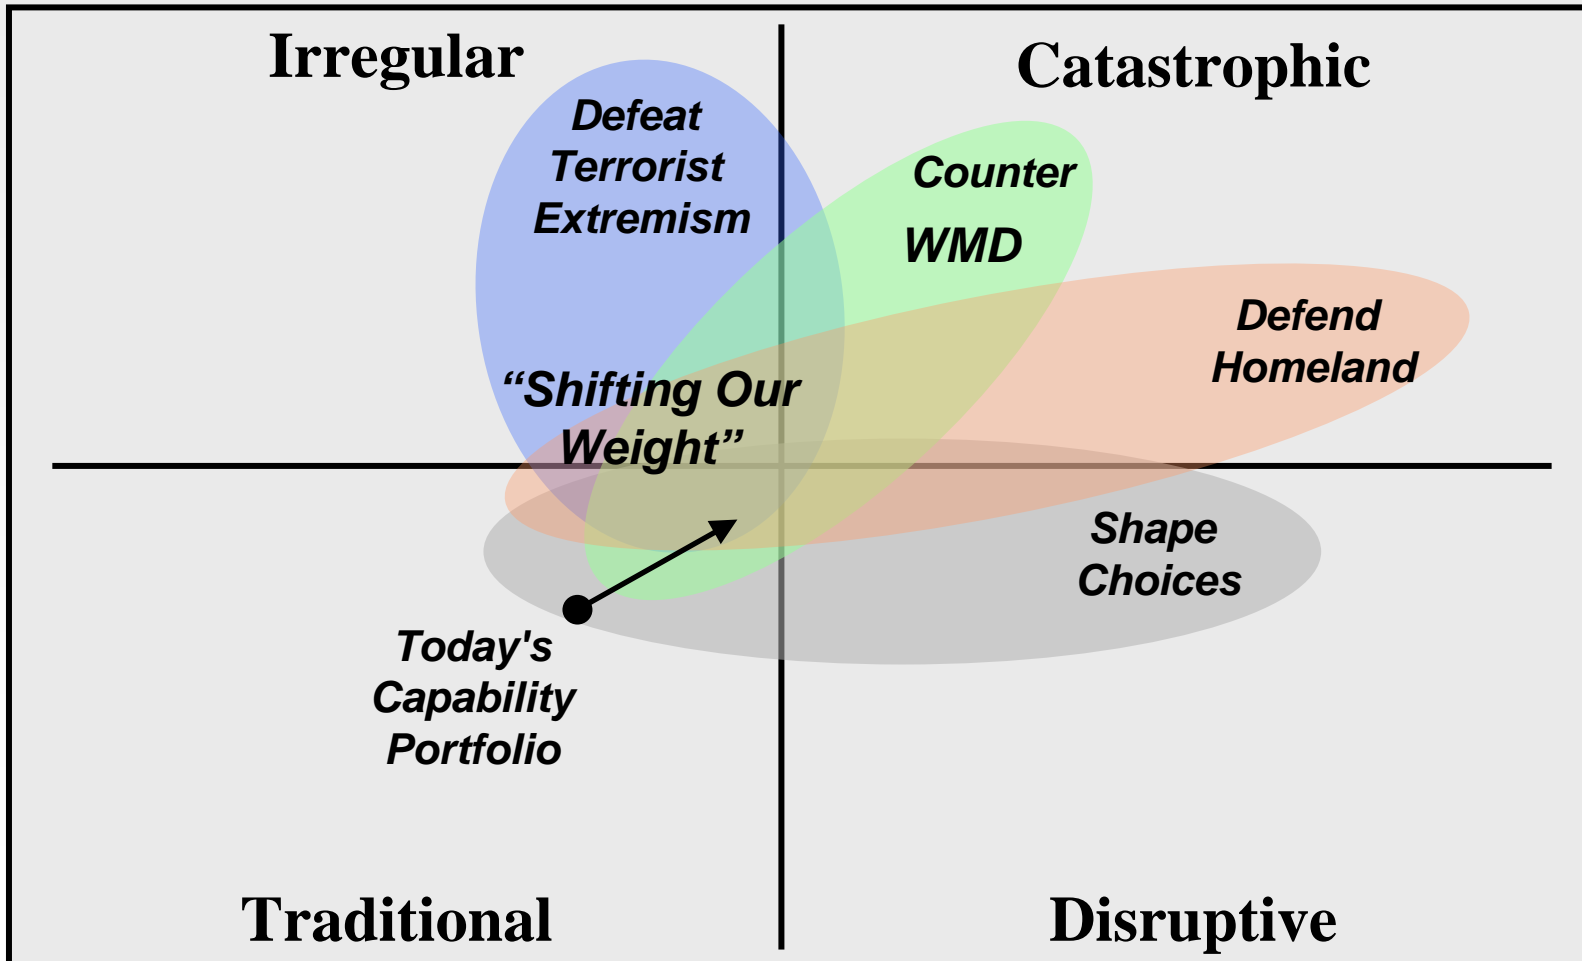 Irregular
Catastrophic
Defeat
Terrorist
Extremism
Counter
WMD
Defend
Homeland
“Shifting Our
Weight”
Shape
Choices
Today's
Capability
Portfolio
Traditional
Disruptive